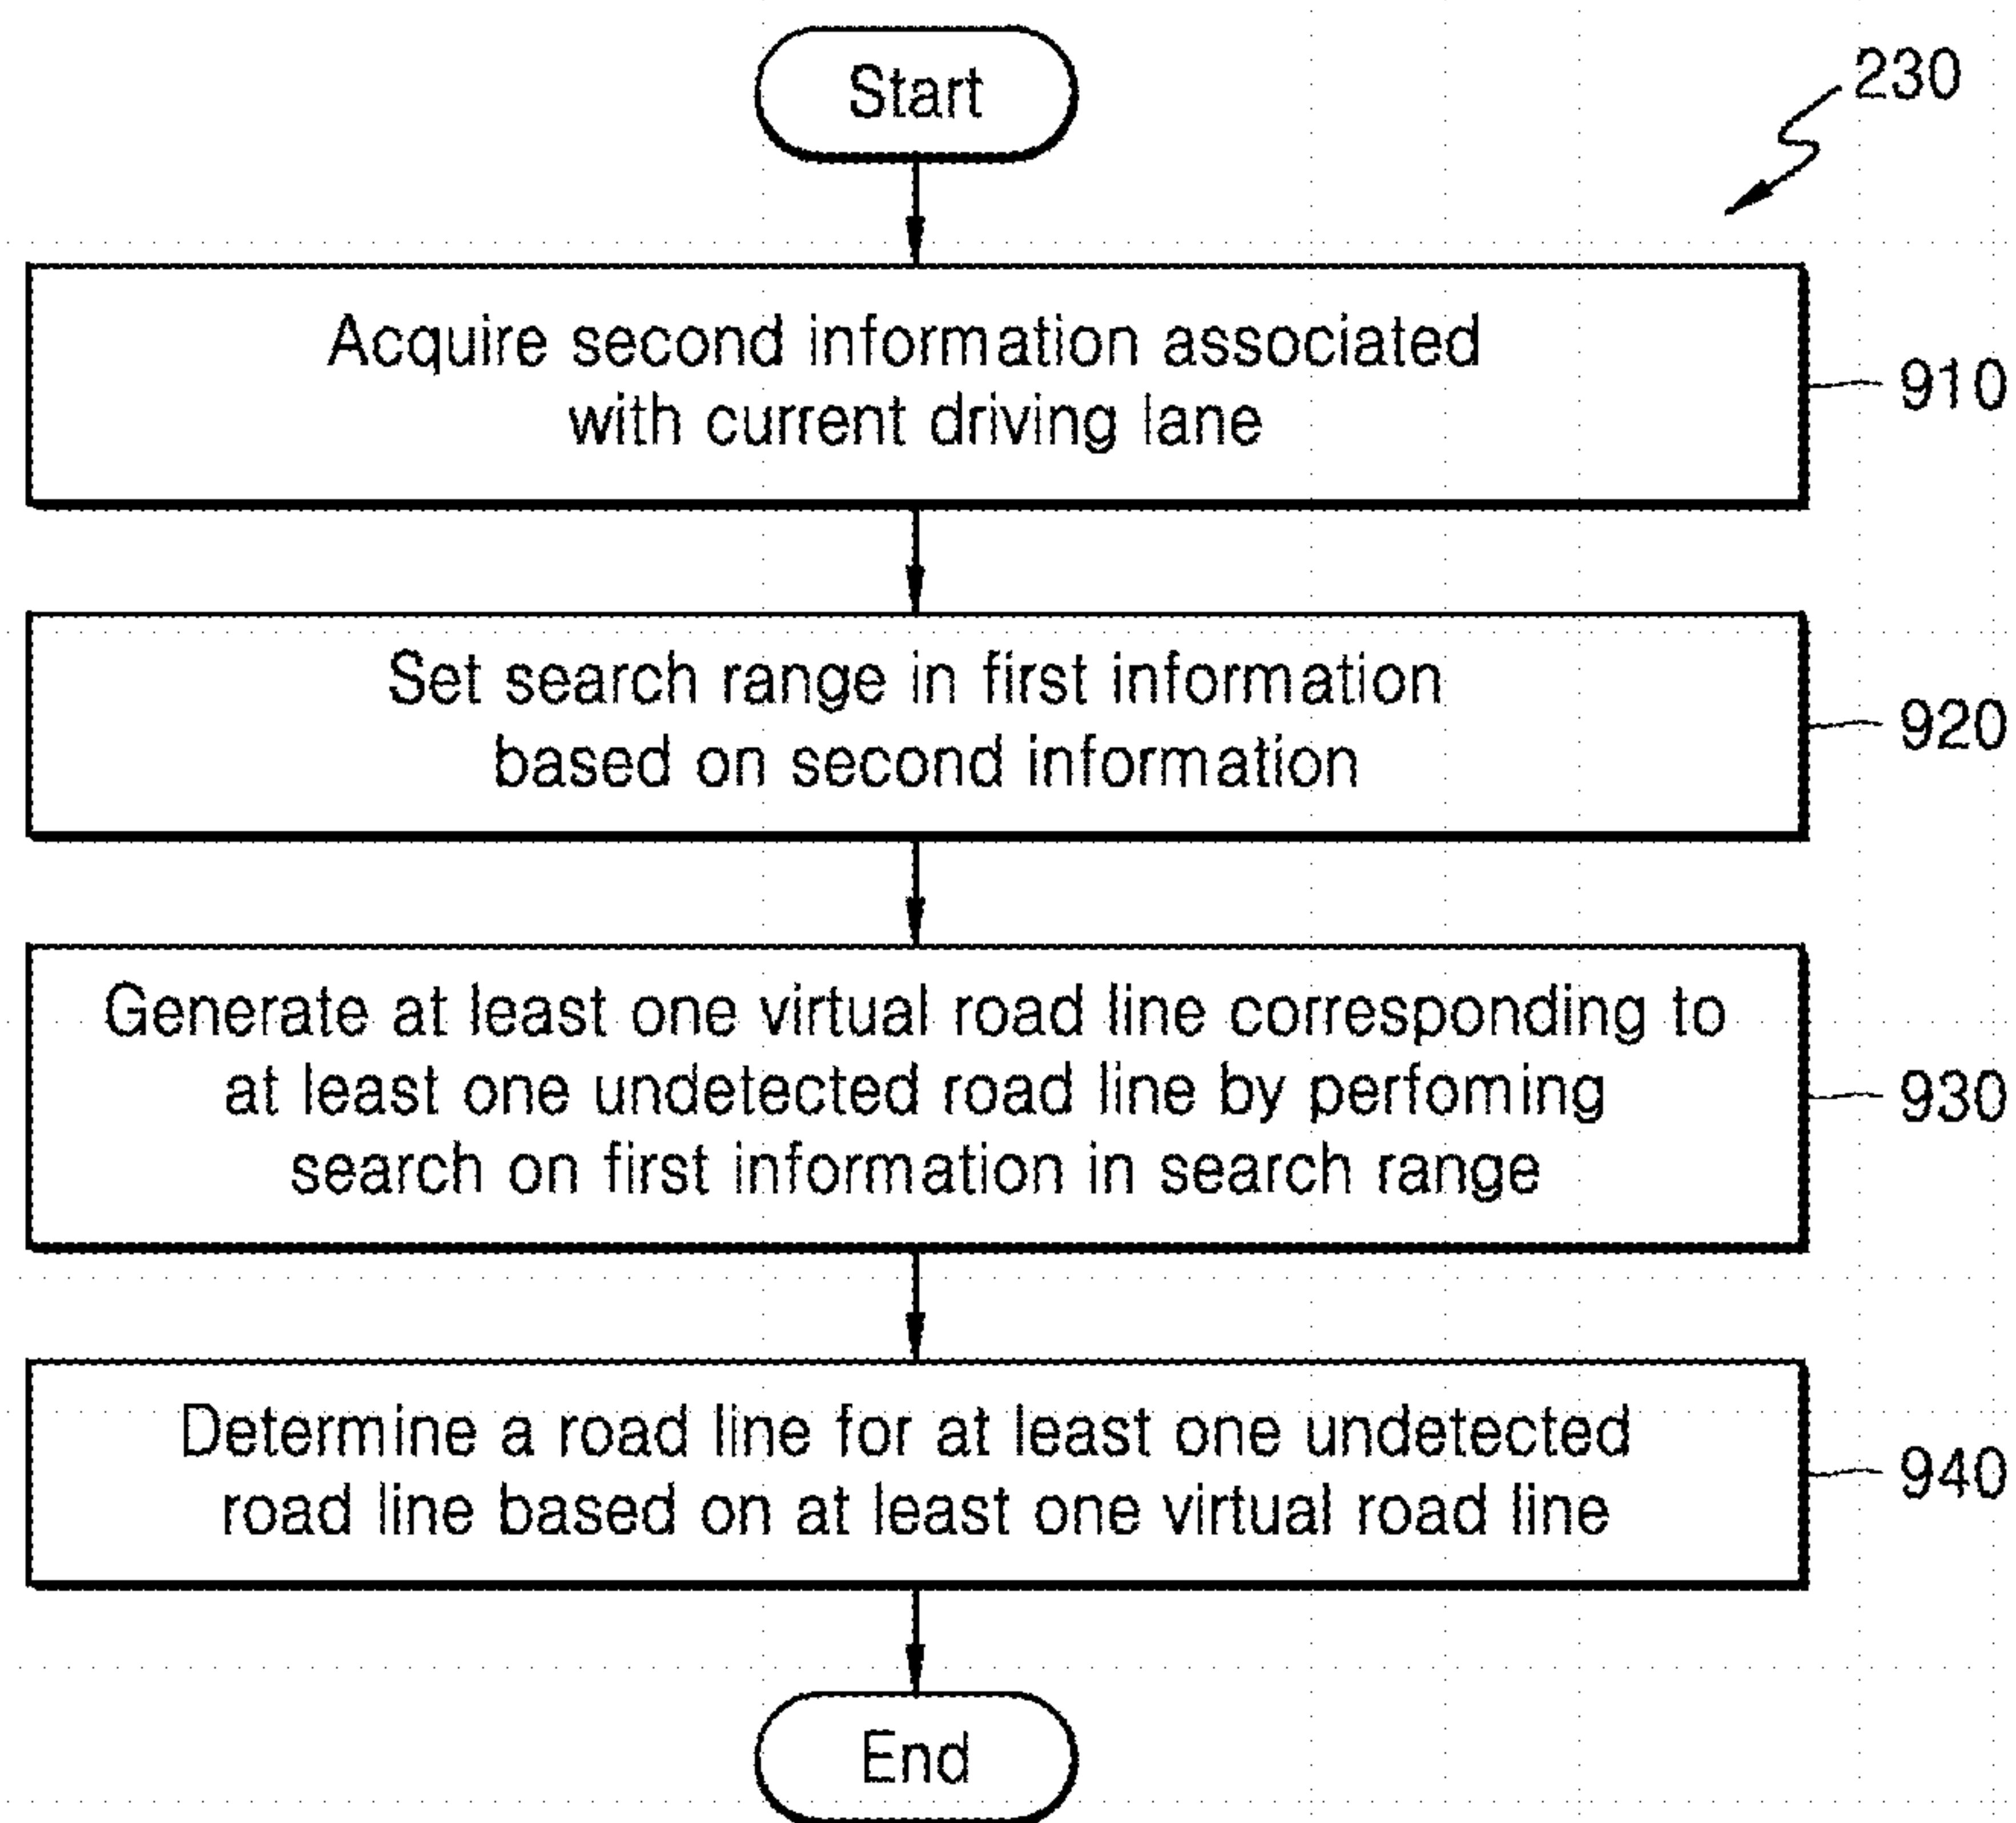 Start
230
Acquire second information associated
with current driving lane
910
Set search range in first information
based on second information
920
Generate at least one virtual road line corresponding to
at least one undetected road line by perfoming
search on first information in search range
930
Determine a road line for at least one undetected
road line based on at least one virtual road line
940
End